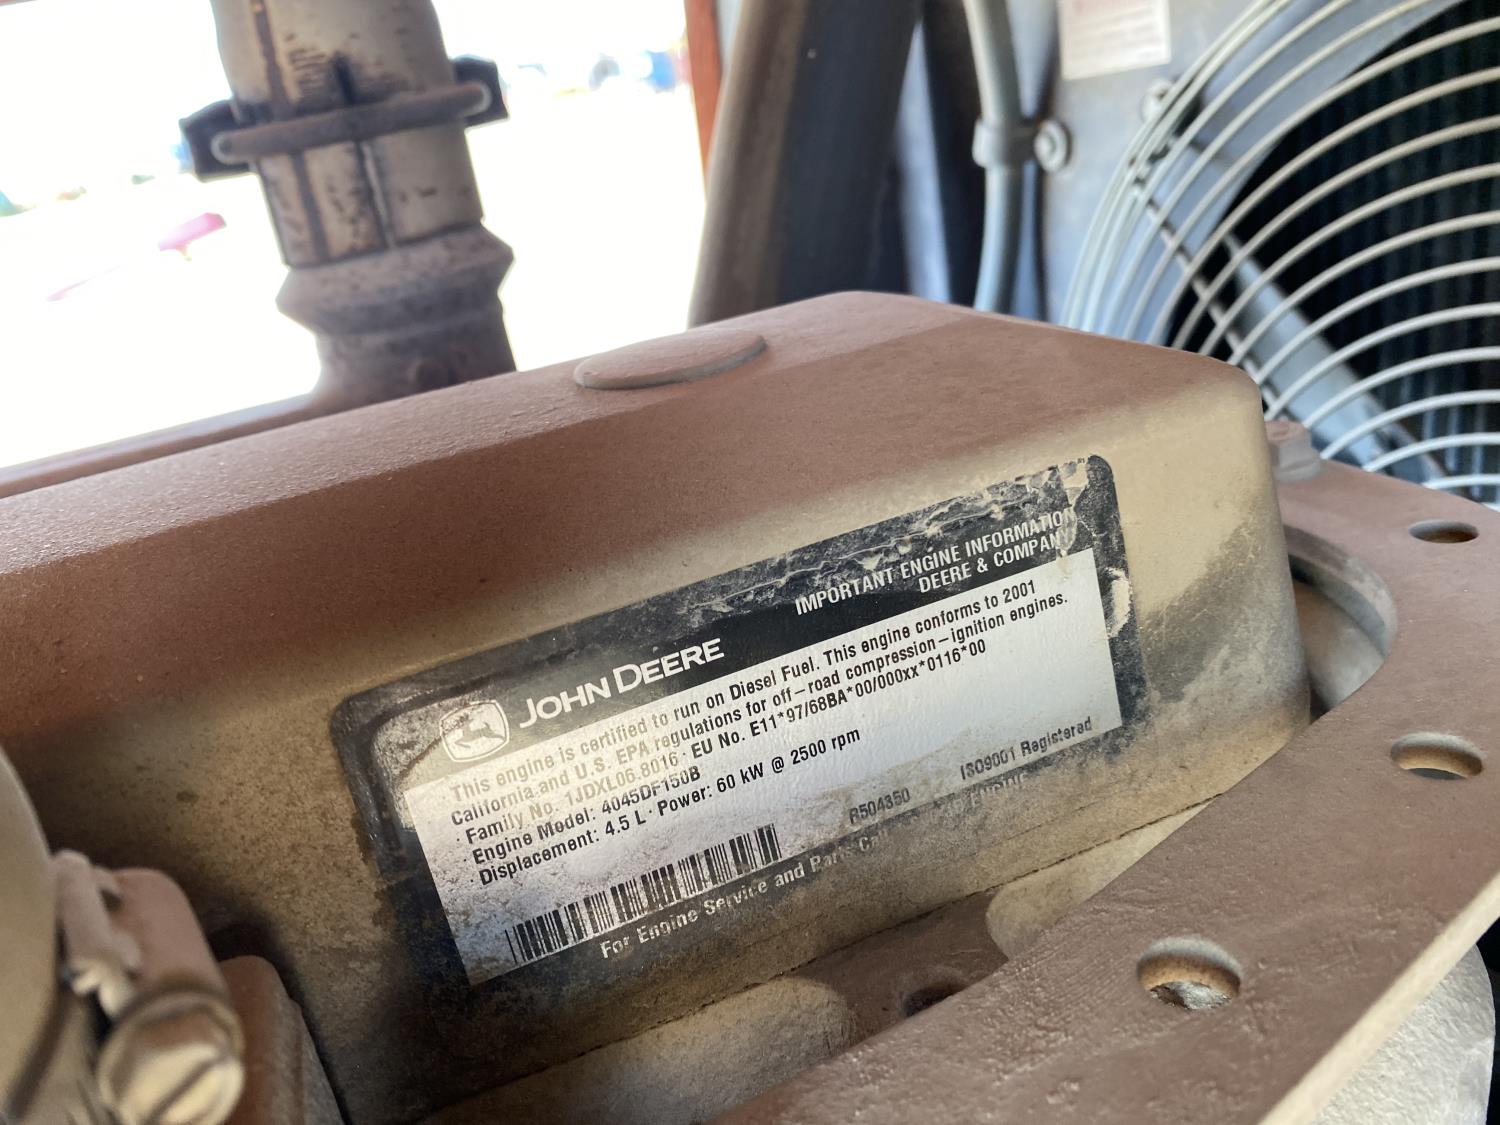 JOHN DEERE
IMPORTANT ENGINE INFORMATION
DEERE & COMPANY
This engine is certified to run on Diesel Fuel. This engine conforms to 2001
California and U.S. EPA regulations for off-road compression-ignition engines.
· Family No. 1JDXL06.8016 · EU No. E11*97/68BA*00/000xx*0116*00
· Engine Model: 4045DF150B
Displacement: 4.5 L · Power: 60 kW @ 2500 rpm
R504350
ISO9001 Registered
For Engine Service and Parts Call